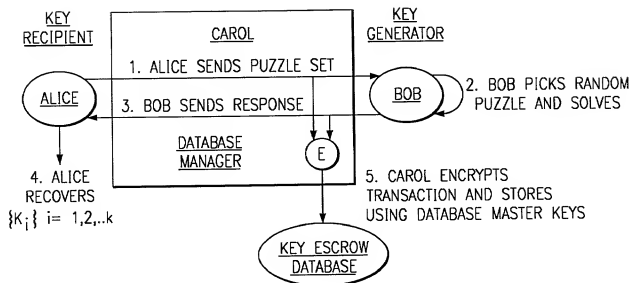 KEY
RECIPIENT
CAROL
KEY
GENERATOR
1. ALICE SENDS PUZZLE SET
ALICE
BOB
2. BOB PICKS RANDOM
PUZZLE AND SOLVES
3. BOB SENDS RESPONSE
DATABASE
MANAGER
E
4. ALICE
RECOVERS
{K_i} i= 1,2,..k
5. CAROL ENCRYPTS
TRANSACTION AND STORES
USING DATABASE MASTER KEYS
KEY ESCROW
DATABASE